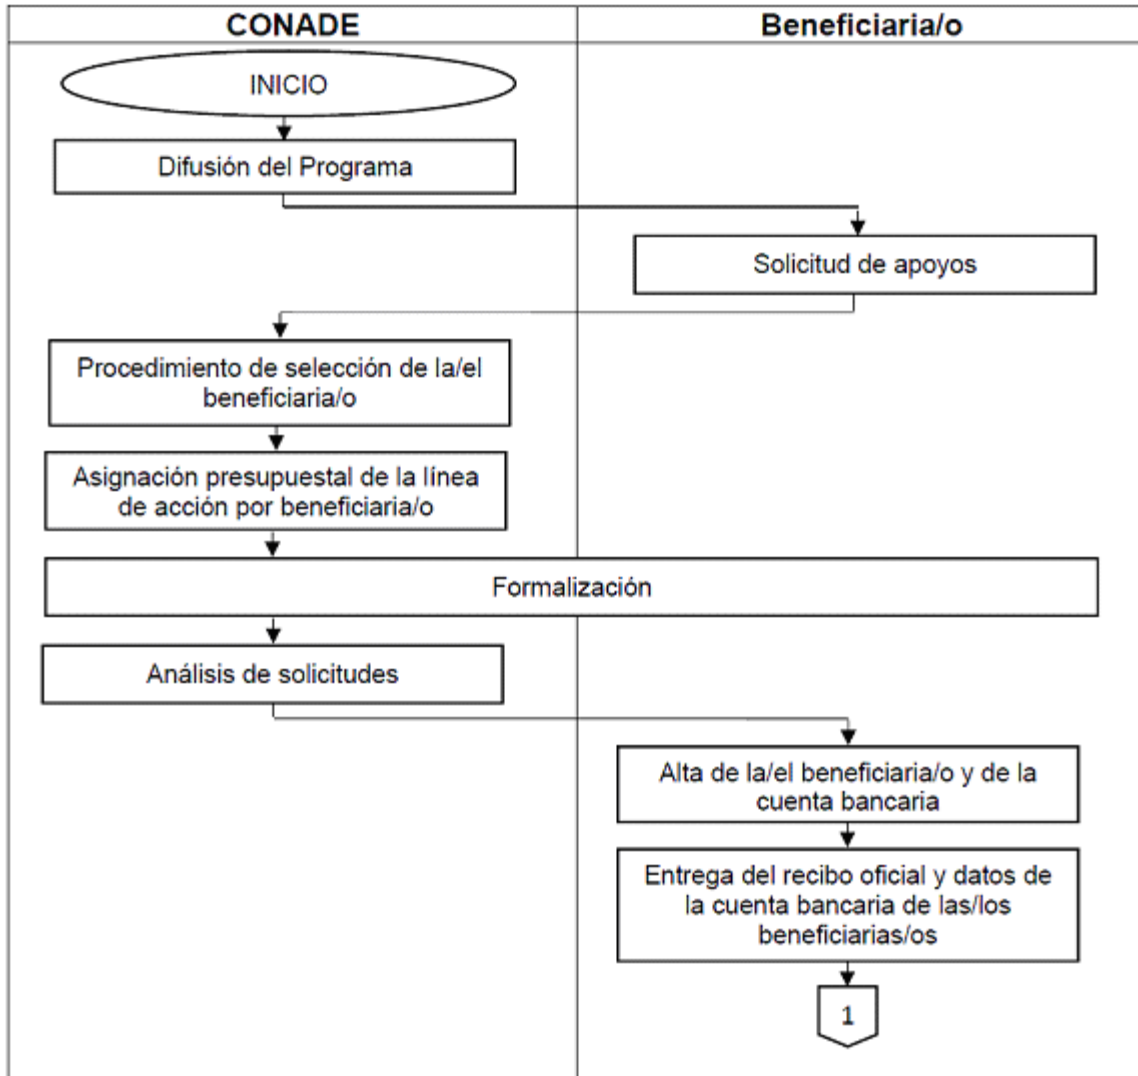 CONADE
Beneficiaria/o
INICIO
Difusión del Programa
Solicitud de apoyos
Procedimiento de selección de la/el
beneficiaria/o
Asignación presupuestal de la línea
de acción por beneficiaria/o
Formalización
Análisis de solicitudes
Alta de la/el beneficiaria/o y de la
cuenta bancaria
Entrega del recibo oficial y datos de
la cuenta bancaria de las/los
beneficiarias/os
1